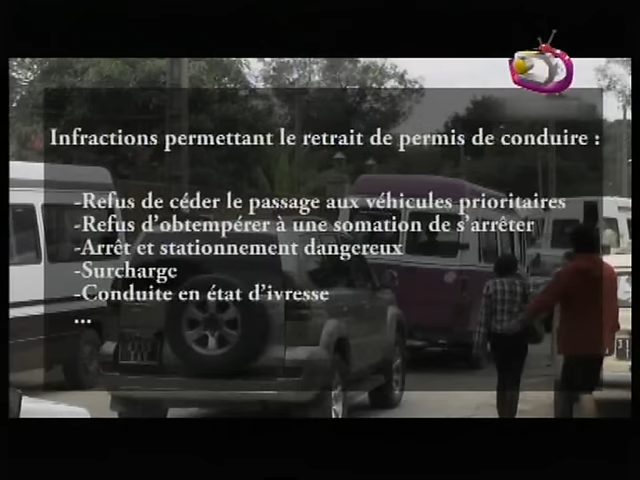 Infractions permettant le retrait de permis de conduire :
-Refus de céder le passage aux véhicules prioritaires
-Refus d'obtempérer à une somation de s'arrêter
-Arrêt et stationnement dangereux
-Surcharge
-Conduite en état d'ivresse
...